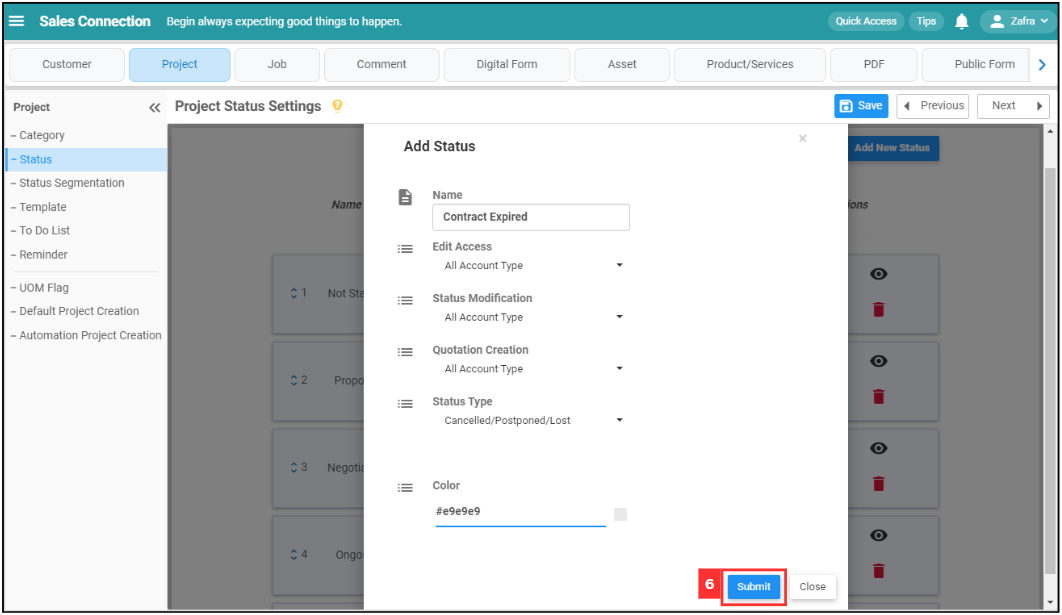 Sales Connection Begin always expecting good things to happen. Quick Access Tips Zafra
Customer Project Job Comment Digital Form Asset Product/Services PDF Public Form
Project Project Status Settings Save Previous Next
– Category
– Status
– Status Segmentation
– Template
– To Do List
– Reminder
– UOM Flag
– Default Project Creation
– Automation Project Creation
Add New Status
Name
ions
1 Not Sta
2 Propo
3 Negotia
4 Ongo
Add Status ×
Name
Contract Expired
Edit Access
All Account Type
Status Modification
All Account Type
Quotation Creation
All Account Type
Status Type
Cancelled/Postponed/Lost
Color
#e9e9e9
6 Submit Close